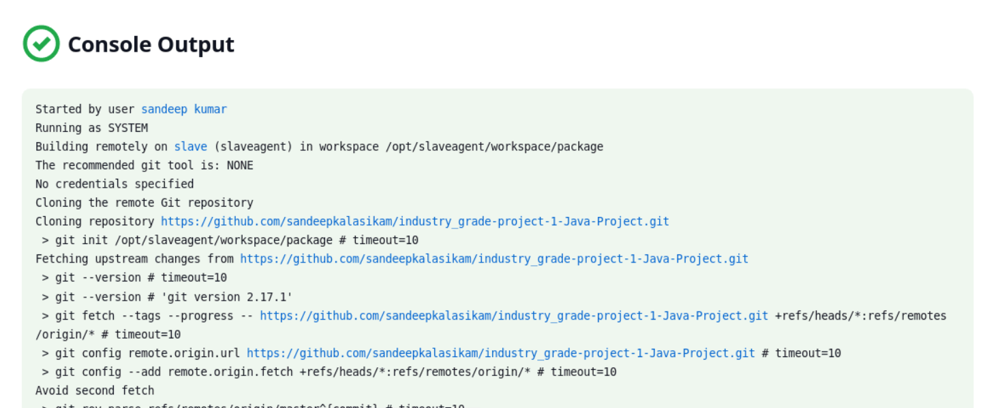 Console Output
Started by user sandeep kumar
Running as SYSTEM
Building remotely on slave (slaveagent) in workspace /opt/slaveagent/workspace/package
The recommended git tool is: NONE
No credentials specified
Cloning the remote Git repository
Cloning repository https://github.com/sandeepkalasikam/industry_grade-project-1-Java-Project.git
 > git init /opt/slaveagent/workspace/package # timeout=10
Fetching upstream changes from https://github.com/sandeepkalasikam/industry_grade-project-1-Java-Project.git
 > git --version # timeout=10
 > git --version # 'git version 2.17.1'
 > git fetch --tags --progress -- https://github.com/sandeepkalasikam/industry_grade-project-1-Java-Project.git +refs/heads/*:refs/remotes
/origin/* # timeout=10
 > git config remote.origin.url https://github.com/sandeepkalasikam/industry_grade-project-1-Java-Project.git # timeout=10
 > git config --add remote.origin.fetch +refs/heads/*:refs/remotes/origin/* # timeout=10
Avoid second fetch
 > git rev-parse refs/remotes/origin/master^{commit} # timeout=10